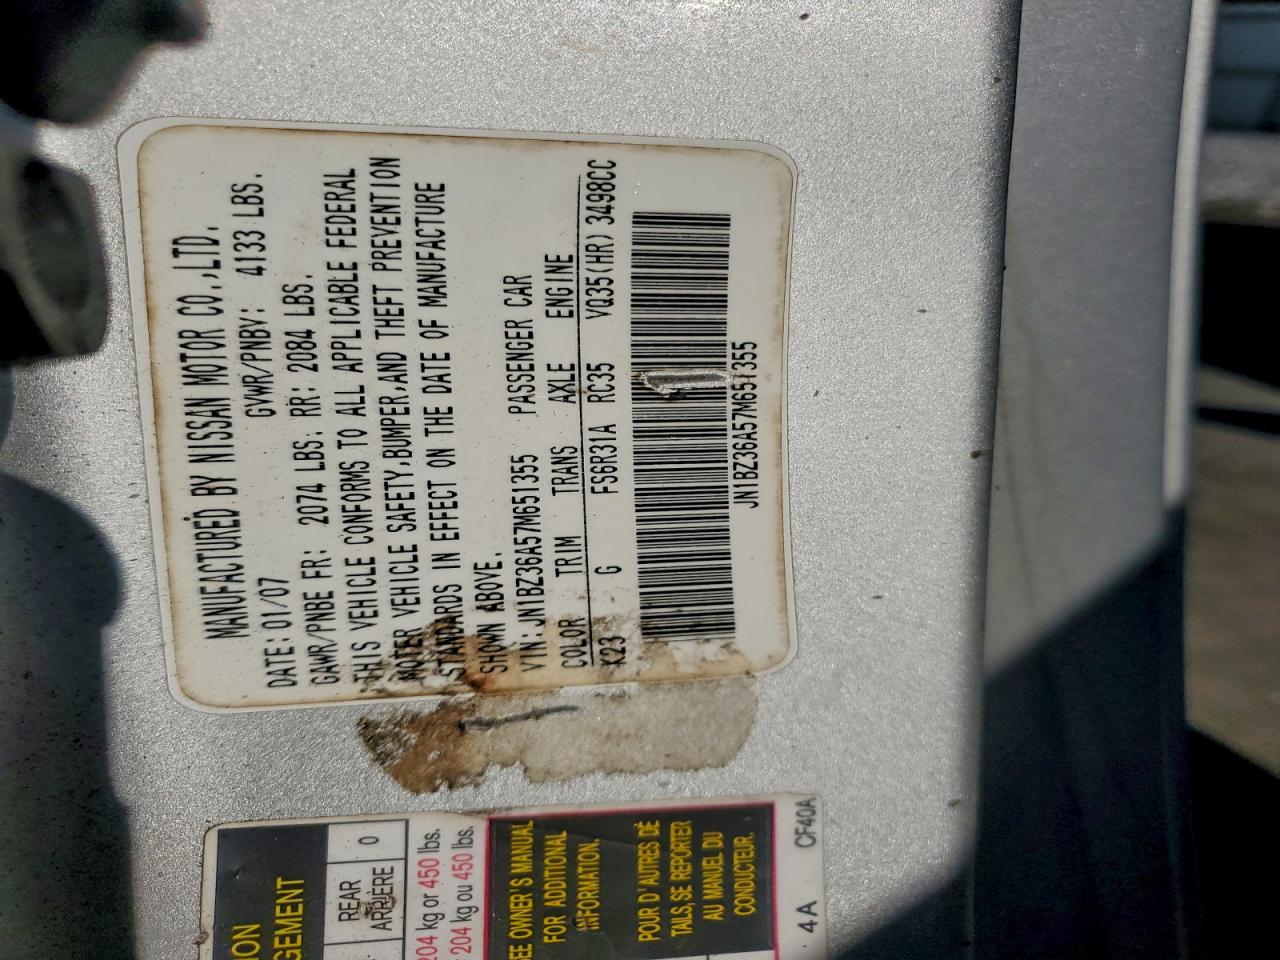 MANUFACTURED BY NISSAN MOTOR CO.,LTD.
DATE: 01/07 GVWR/PNBV: 4133 LBS.
GAWR/PNBE FR: 2074 LBS. RR: 2084 LBS.
THIS VEHICLE CONFORMS TO ALL APPLICABLE FEDERAL
MOTER VEHICLE SAFETY,BUMPER,AND THEFT PREVENTION
STANDARDS IN EFFECT ON THE DATE OF MANUFACTURE
SHOWN ABOVE.
VIN:JN1BZ36A57M651355 PASSENGER CAR
COLOR TRIM TRANS AXLE ENGINE
K23 G FS6R31A RC35 VQ35(HR) 3498CC
JN1BZ36A57M651355
REAR 0
ARRIÈRE
204 kg or 450 lbs.
204 kg ou 450 lbs.
OWNER'S MANUAL
FOR ADDITIONAL
INFORMATION.
POUR D'AUTRES DÉ
TAILS,SE REPORTER
AU MANUEL DU
CONDUCTEUR.
4A CF40A